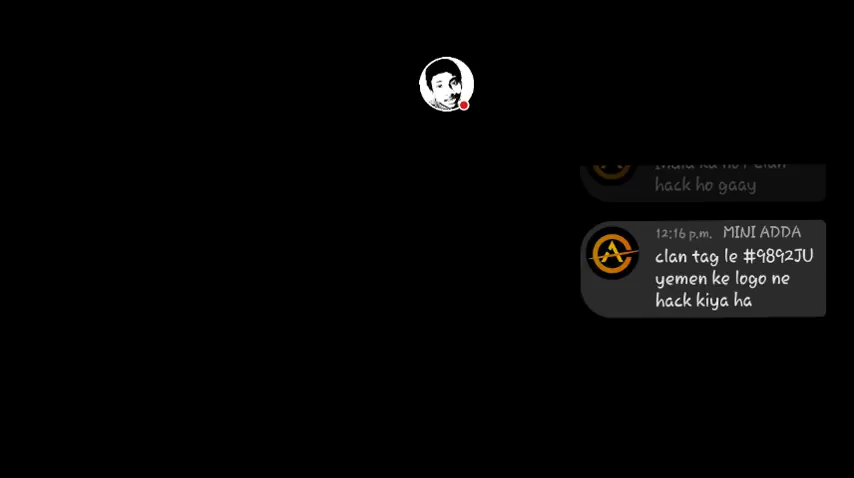 hack ho gaay
12:16 p.m. MINI ADDA
clan tag le #9892JU
yemen ke logo ne
hack kiya ha